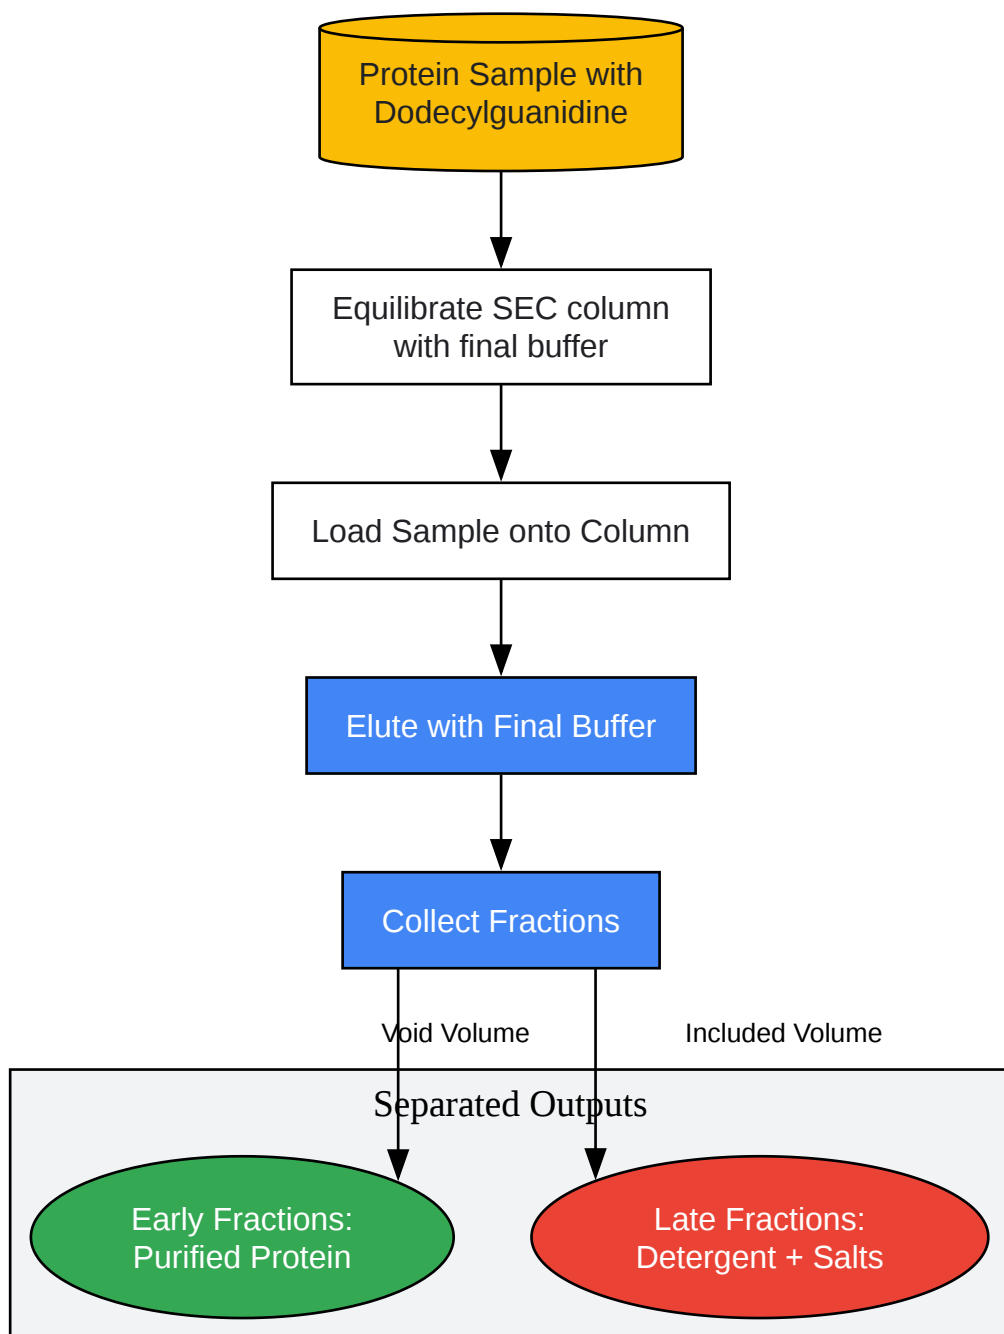 Protein Sample with
Dodecylguanidine
Equilibrate SEC column
with final buffer
Load Sample onto Column
Elute with Final Buffer
Collect Fractions
Void Volume
Included Volume
Separated Outputs
Early Fractions:
Purified Protein
Late Fractions:
Detergent + Salts